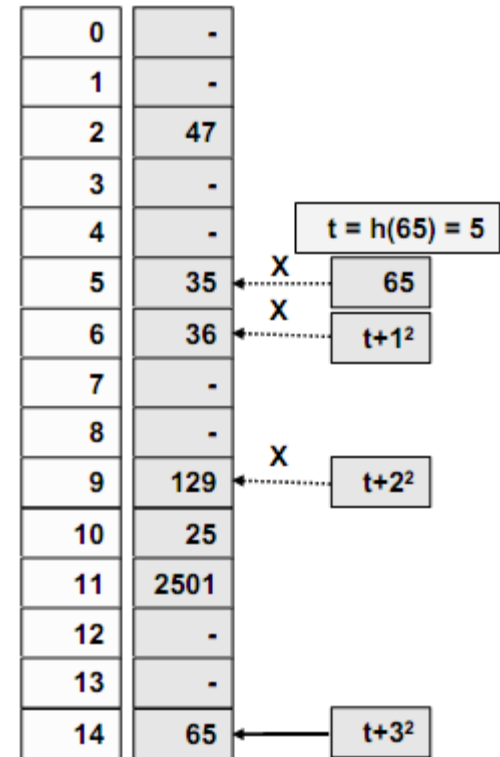 0 -
1 -
2 47
3 -
4 -
t = h(65) = 5
5 35 X 65
6 36 X t+1²
7 -
8 -
9 129 X t+2²
10 25
11 2501
12 -
13 -
14 65 t+3²